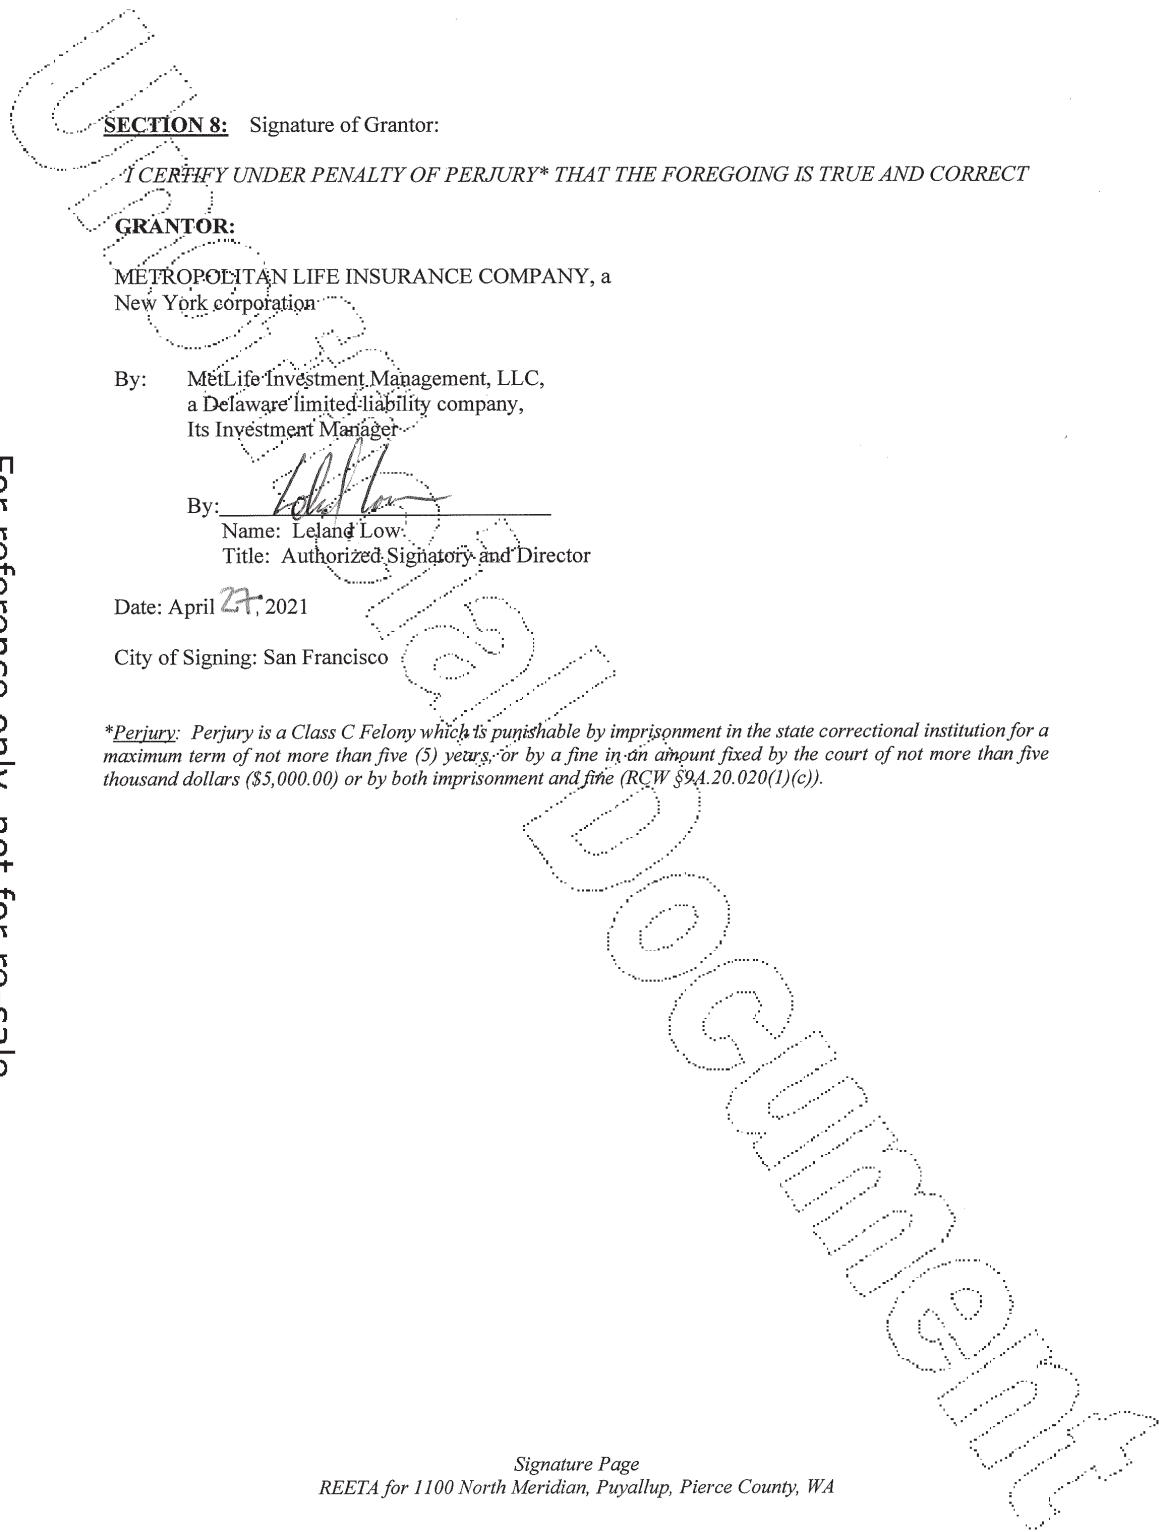 SECTION 8: Signature of Grantor:
I CERTIFY UNDER PENALTY OF PERJURY* THAT THE FOREGOING IS TRUE AND CORRECT
GRANTOR:
METROPOLITAN LIFE INSURANCE COMPANY, a
New York corporation
By: MetLife Investment Management, LLC,
a Delaware limited liability company,
Its Investment Manager
By:
Name: Leland Low
Title: Authorized Signatory and Director
Date: April 27, 2021
City of Signing: San Francisco
*Perjury: Perjury is a Class C Felony which is punishable by imprisonment in the state correctional institution for a
maximum term of not more than five (5) years, or by a fine in an amount fixed by the court of not more than five
thousand dollars ($5,000.00) or by both imprisonment and fine (RCW §9A.20.020(1)(c)).
Signature Page
REETA for 1100 North Meridian, Puyallup, Pierce County, WA
For reference only, not for re-sale.
Unofficial Document